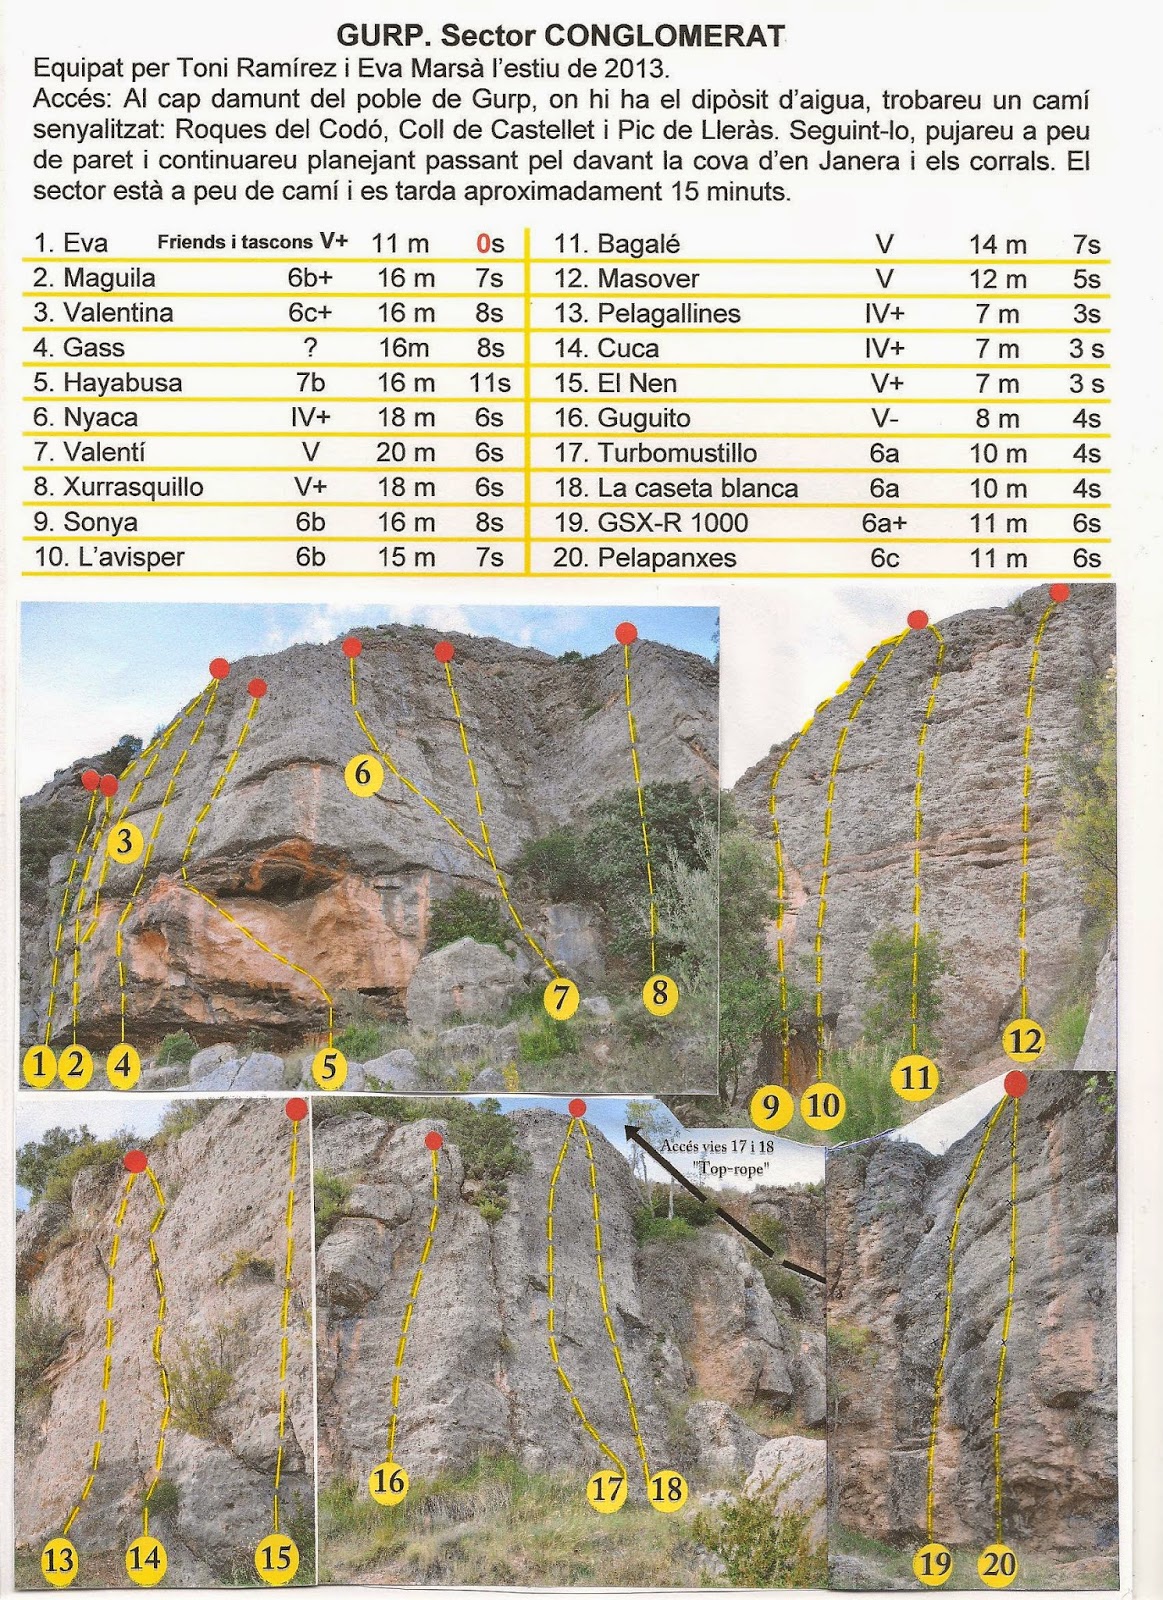 GURP. Sector CONGLOMERAT
Equipat per Toni Ramírez i Eva Marsà l'estiu de 2013.
Accés: Al cap damunt del poble de Gurp, on hi ha el dipòsit d'aigua, trobareu un camí
senyalitzat: Roques del Codó, Coll de Castellet i Pic de Lleràs. Seguint-lo, pujareu a peu
de paret i continuareu planejant passant pel davant la cova d'en Janera i els corrals. El
sector està a peu de camí i es tarda aproximadament 15 minuts.
1. Eva Friends i tascons V+ 11 m 0s
2. Maguila 6b+ 16 m 7s
3. Valentina 6c+ 16 m 8s
4. Gass ? 16m 8s
5. Hayabusa 7b 16 m 11s
6. Nyaca IV+ 18 m 6s
7. Valentí V 20 m 6s
8. Xurrasquillo V+ 18 m 6s
9. Sonya 6b 16 m 8s
10. L'avisper 6b 15 m 7s
11. Bagalé V 14 m 7s
12. Masover V 12 m 5s
13. Pelagallines IV+ 7 m 3s
14. Cuca IV+ 7 m 3 s
15. El Nen V+ 7 m 3 s
16. Guguito V- 8 m 4s
17. Turbomustillo 6a 10 m 4s
18. La caseta blanca 6a 10 m 4s
19. GSX-R 1000 6a+ 11 m 6s
20. Pelapanxes 6c 11 m 6s
6
3
7
8
1 2 4 5
12
11
9 10
Accés vies 17 i 18
"Top-rope"
16 17 18
13 14 15
19 20